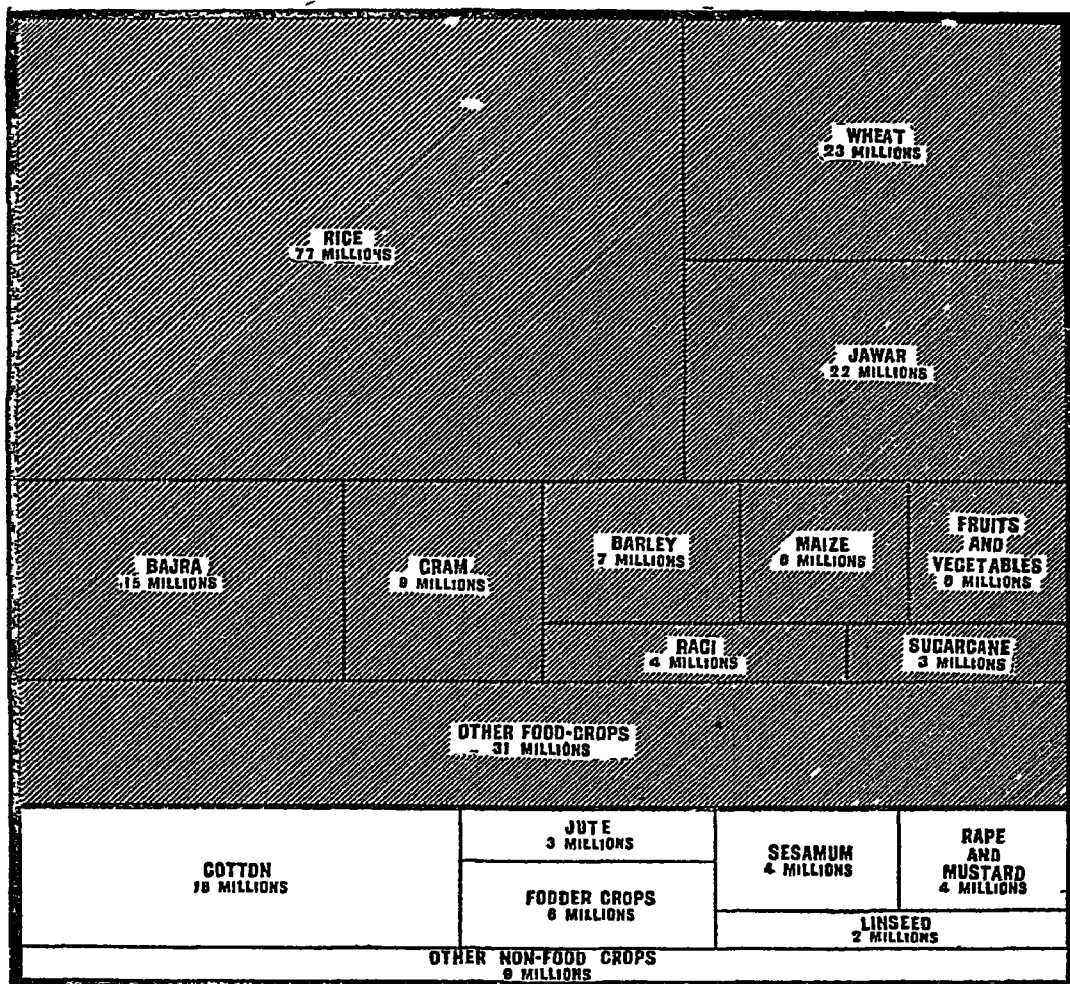 RICE
77 MILLIONS
WHEAT
23 MILLIONS
JAWAR
22 MILLIONS
BAJRA
15 MILLIONS
GRAM
9 MILLIONS
BARLEY
7 MILLIONS
MAIZE
6 MILLIONS
FRUITS
AND
VEGETABLES
6 MILLIONS
RAGI
4 MILLIONS
SUGARCANE
3 MILLIONS
OTHER FOOD-CROPS
31 MILLIONS
COTTON
MILLIONS
JUTE
3 MILLIONS
FODDER CROPS
6 MILLIONS
SESAMUM
4 MILLIONS
RAPE
AND
MUSTARD
4 MILLIONS
LINSEED
2 MILLIONS
OTHER NON-FOOD CROPS
9 MILLIONS